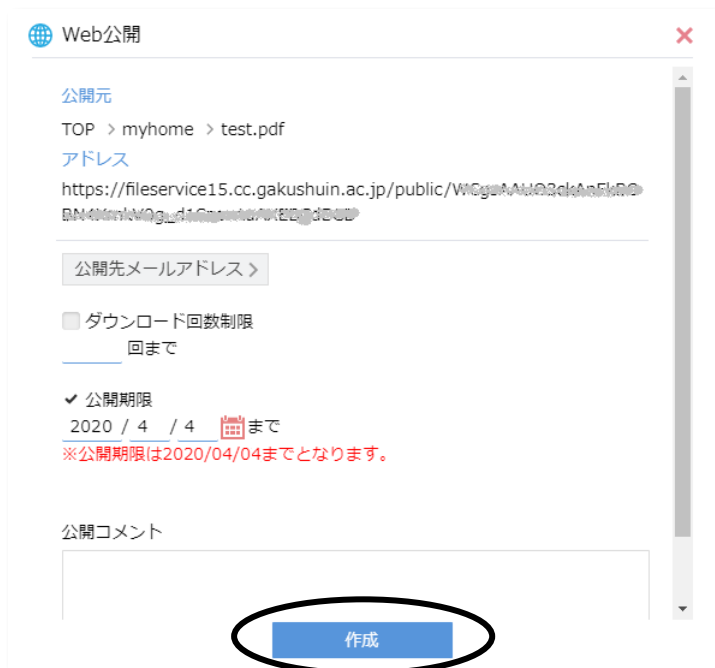 Web公開
公開元
TOP > myhome > test.pdf
アドレス
https://fileservice15.cc.gakushuin.ac.jp/public/
公開先メールアドレス >
ダウンロード回数制限
回まで
公開期限
2020 / 4 / 4 まで
※公開期限は2020/04/04までとなります。
公開コメント
作成